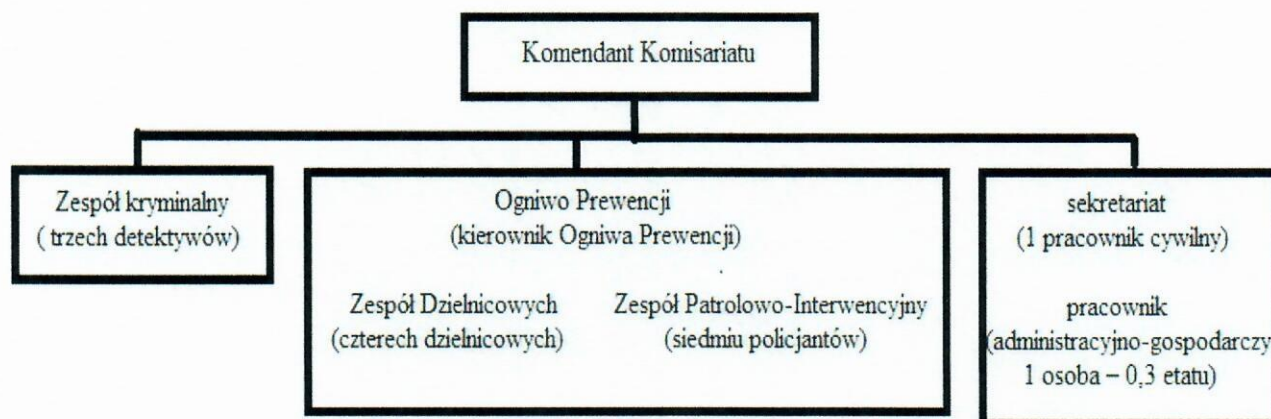 Komendant Komisariatu
Zespół kryminalny
( trzech detektywów)
Ogniwo Prewencji
(kierownik Ogniwa Prewencji)
Zespół Dzielnicowych
(czterech dzielnicowych)
Zespół Patrolowo-Interwencyjny
(siedmiu policjantów)
sekretariat
(1 pracownik cywilny)
pracownik
(administracyjno-gospodarczy
1 osoba – 0,3 etatu)